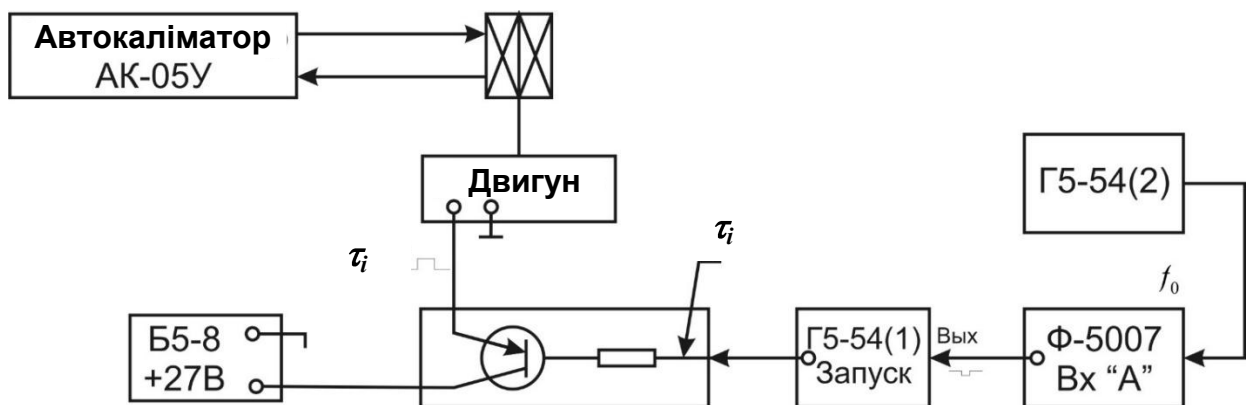 Автокаліматор
АК-05У
Двигун
Г5-54(2)
τi
τi
f0
Б5-8
+27В
Г5-54(1)
Запуск
Вых
Ф-5007
Вх “А”